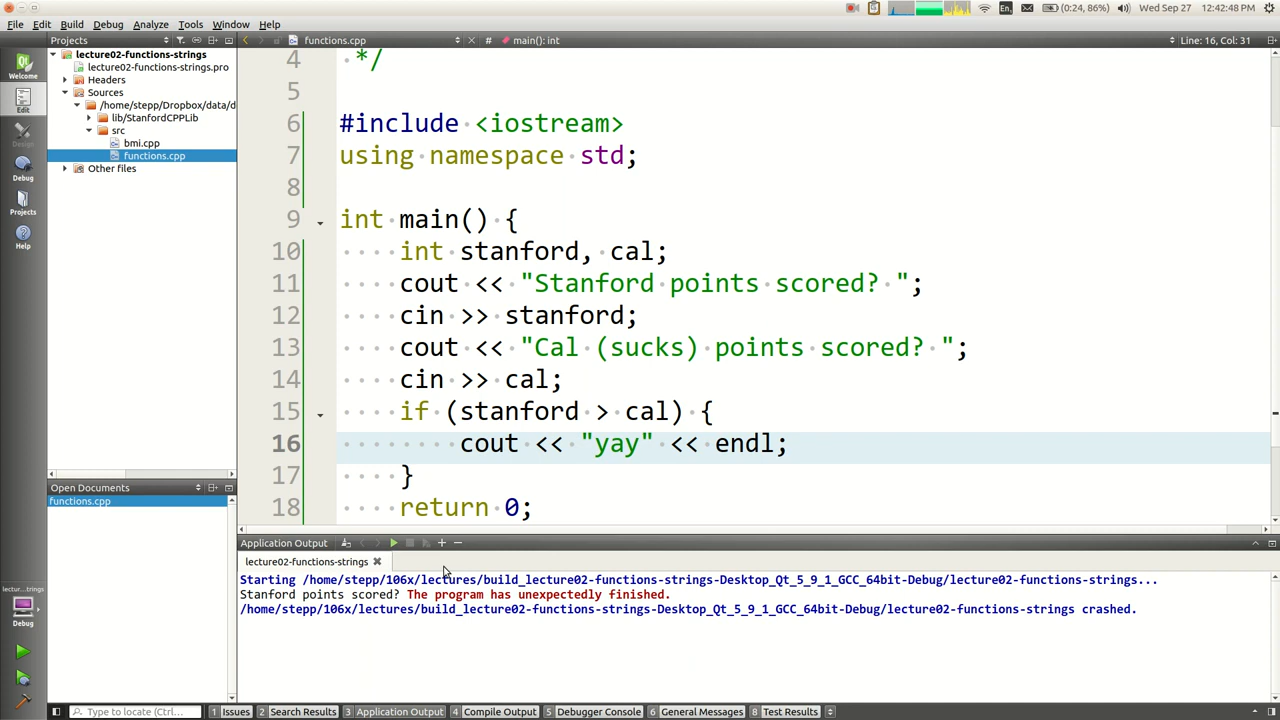 (0:24, 86%) Wed Sep 27 12:42:48 PM
File Edit Build Debug Analyze Tools Window Help
Projects
functions.cpp
# main(): int
Line: 16, Col: 31
Welcome
Edit
Design
Debug
Projects
Help
lecture02-functions-strings
lecture02-functions-strings.pro
Headers
Sources
/home/stepp/Dropbox/data/d
lib/StanfordCPPLib
src
bmi.cpp
functions.cpp
Other files
Open Documents
functions.cpp
4 */
5
6 #include <iostream>
7 using namespace std;
8
9 int main() {
10 int stanford, cal;
11 cout << "Stanford points scored? ";
12 cin >> stanford;
13 cout << "Cal (sucks) points scored? ";
14 cin >> cal;
15 if (stanford > cal) {
16 cout << "yay" << endl;
17 }
18 return 0;
Application Output
lecture02-functions-strings
Starting /home/stepp/106x/lectures/build_lecture02-functions-strings-Desktop_Qt_5_9_1_GCC_64bit-Debug/lecture02-functions-strings...
Stanford points scored? The program has unexpectedly finished.
/home/stepp/106x/lectures/build_lecture02-functions-strings-Desktop_Qt_5_9_1_GCC_64bit-Debug/lecture02-functions-strings crashed.
lectur...trings
Debug
Type to locate (Ctrl...
1 Issues 2 Search Results 3 Application Output 4 Compile Output 5 Debugger Console 6 General Messages 8 Test Results